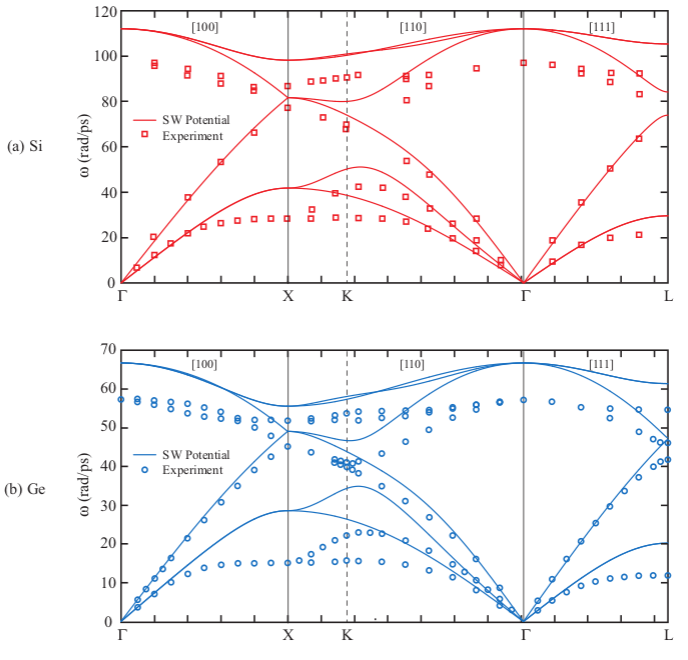 120
[100]
[110]
[111]
100
80
(a) Si
ω (rad/ps)
SW Potential
Experiment
60
40
20
0
Γ
X
K
Γ
L
70
[100]
[110]
[111]
60
50
(b) Ge
ω (rad/ps)
SW Potential
Experiment
40
30
20
10
0
Γ
X
K
Γ
L